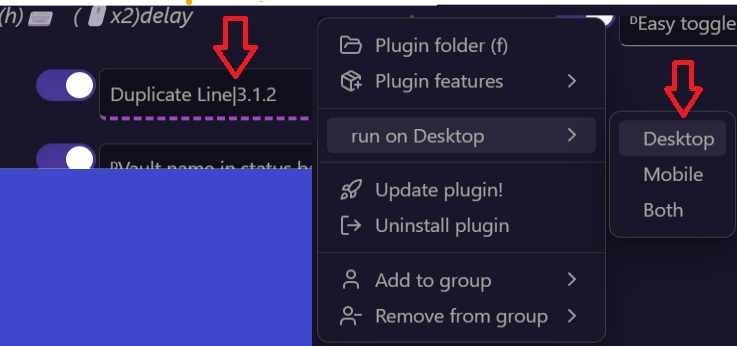 (h) ( x2)delay
Duplicate Line|3.1.2
ᴰVault name in status b
Plugin folder (f)
Plugin features
run on Desktop
Update plugin!
Uninstall plugin
Add to group
Remove from group
ᴰEasy toggle
Desktop
Mobile
Both